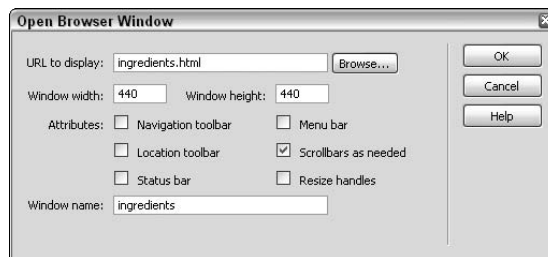 Open Browser Window
URL to display: ingredients.html Browse... OK
Window width: 440 Window height: 440 Cancel
Attributes: Navigation toolbar Menu bar Help
Location toolbar Scrollbars as needed
Status bar Resize handles
Window name: ingredients